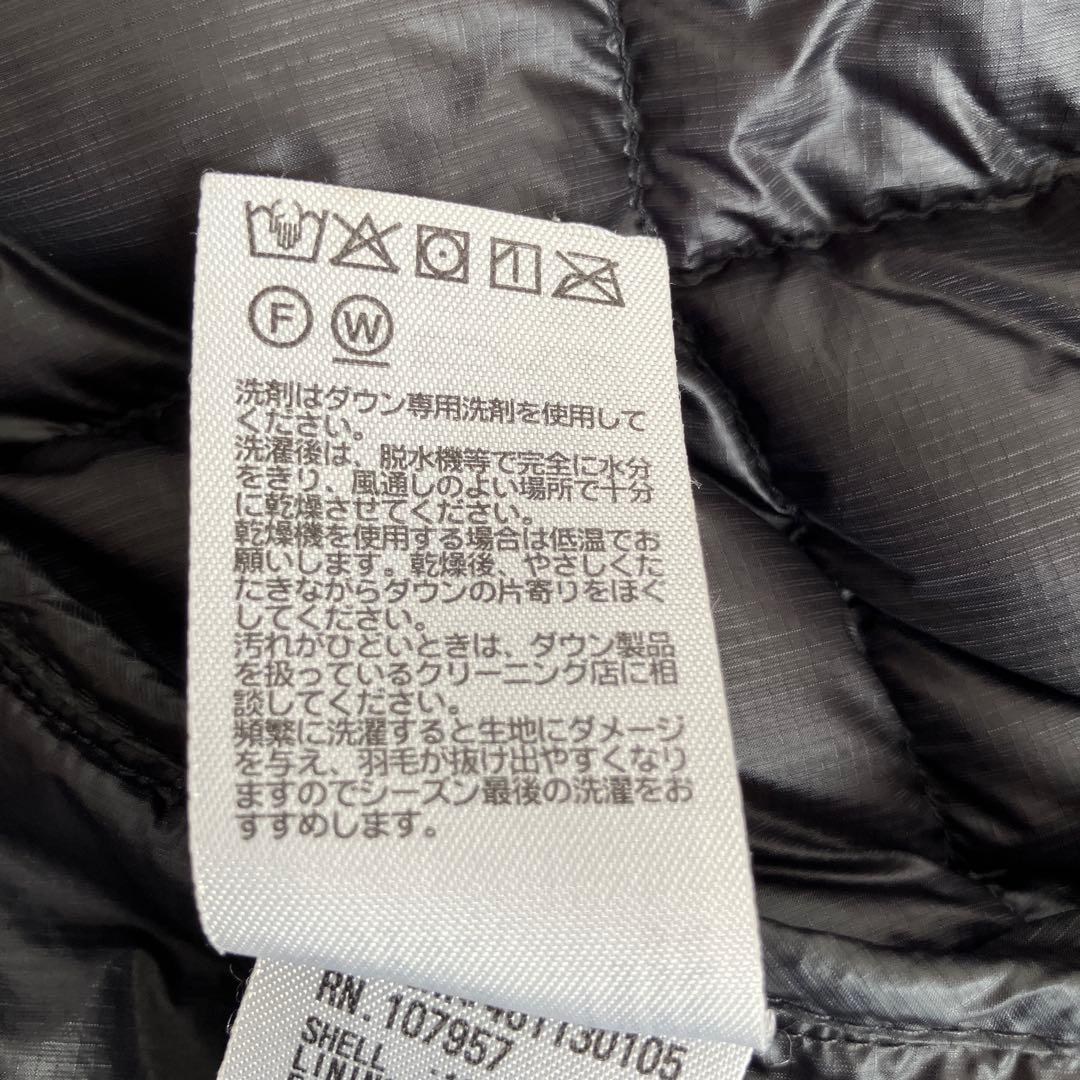 F W
洗剤はダウン専用洗剤を使用して
ください。
洗濯後は、脱水機等で完全に水分
をきり、風通しのよい場所で十分
に乾燥させてください。
乾燥機を使用する場合は低温でお
願いします。乾燥後、やさしくた
たきながらダウンの片寄りをほぐ
してください。
汚れがひどいときは、ダウン製品
を扱っているクリーニング店に相
談してください。
頻繁に洗濯すると生地にダメージ
を与え、羽毛が抜け出やすくなり
ますのでシーズン最後の洗濯をお
すすめします。
RN.107957
SHELL